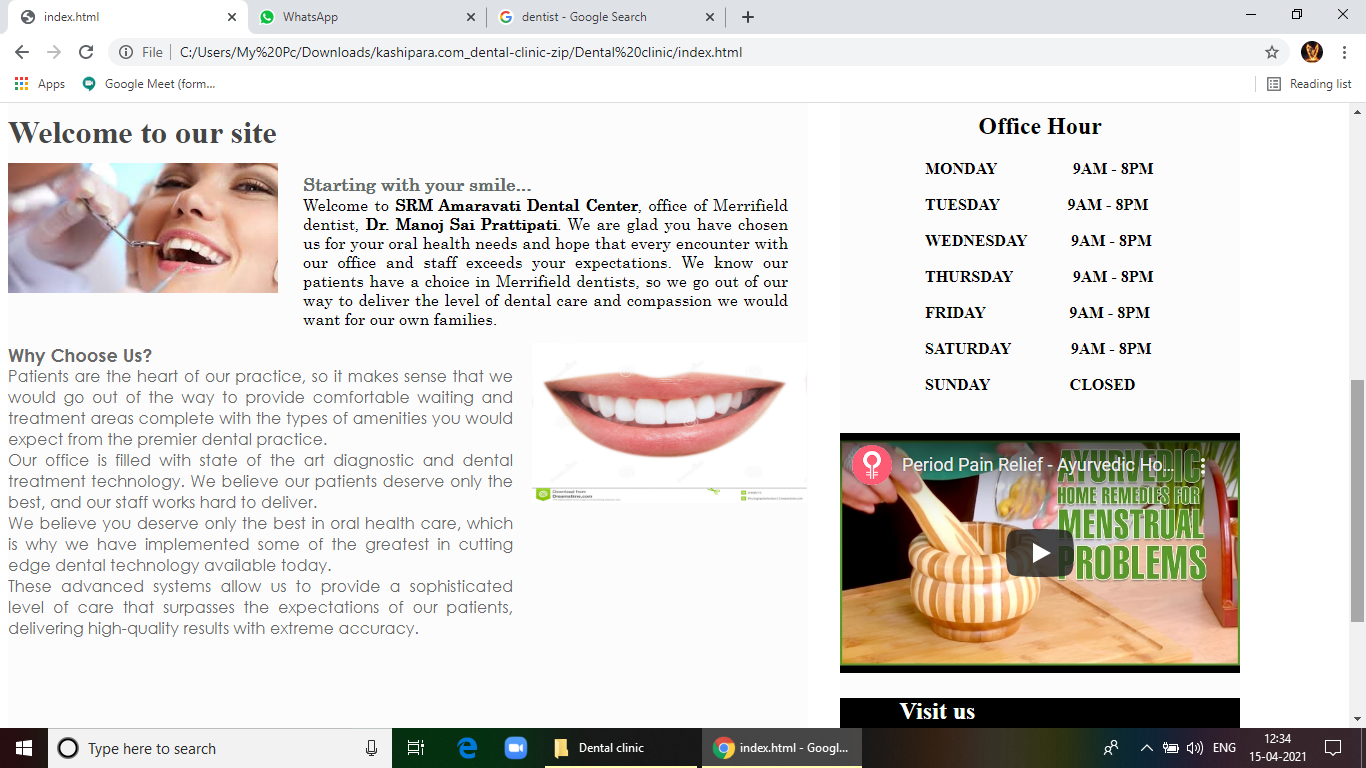 index.html
WhatsApp
dentist - Google Search
File
C:/Users/My%20Pc/Downloads/kashipara.com_dental-clinic-zip/Dental%20clinic/index.html
Apps
Google Meet (form...
Reading list
Welcome to our site
Starting with your smile...
Welcome to SRM Amaravati Dental Center, office of Merrifield
dentist, Dr. Manoj Sai Prattipati. We are glad you have chosen
us for your oral health needs and hope that every encounter with
our office and staff exceeds your expectations. We know our
patients have a choice in Merrifield dentists, so we go out of our
way to deliver the level of dental care and compassion we would
want for our own families.
Why Choose Us?
Patients are the heart of our practice, so it makes sense that we
would go out of the way to provide comfortable waiting and
treatment areas complete with the types of amenities you would
expect from the premier dental practice.
Our office is filled with state of the art diagnostic and dental
treatment technology. We believe our patients deserve only the
best, and our staff works hard to deliver.
We believe you deserve only the best in oral health care, which
is why we have implemented some of the greatest in cutting
edge dental technology available today.
These advanced systems allow us to provide a sophisticated
level of care that surpasses the expectations of our patients,
delivering high-quality results with extreme accuracy.
Download from
Dreamstime.com
Office Hour
MONDAY 9AM - 8PM
TUESDAY 9AM - 8PM
WEDNESDAY 9AM - 8PM
THURSDAY 9AM - 8PM
FRIDAY 9AM - 8PM
SATURDAY 9AM - 8PM
SUNDAY CLOSED
Period Pain Relief - Ayurvedic Ho...
AYURVEDIC
HOME REMEDIES FOR
MENSTRUAL
PROBLEMS
Visit us
Type here to search
Dental clinic
index.html - Googl...
ENG
12:34
15-04-2021